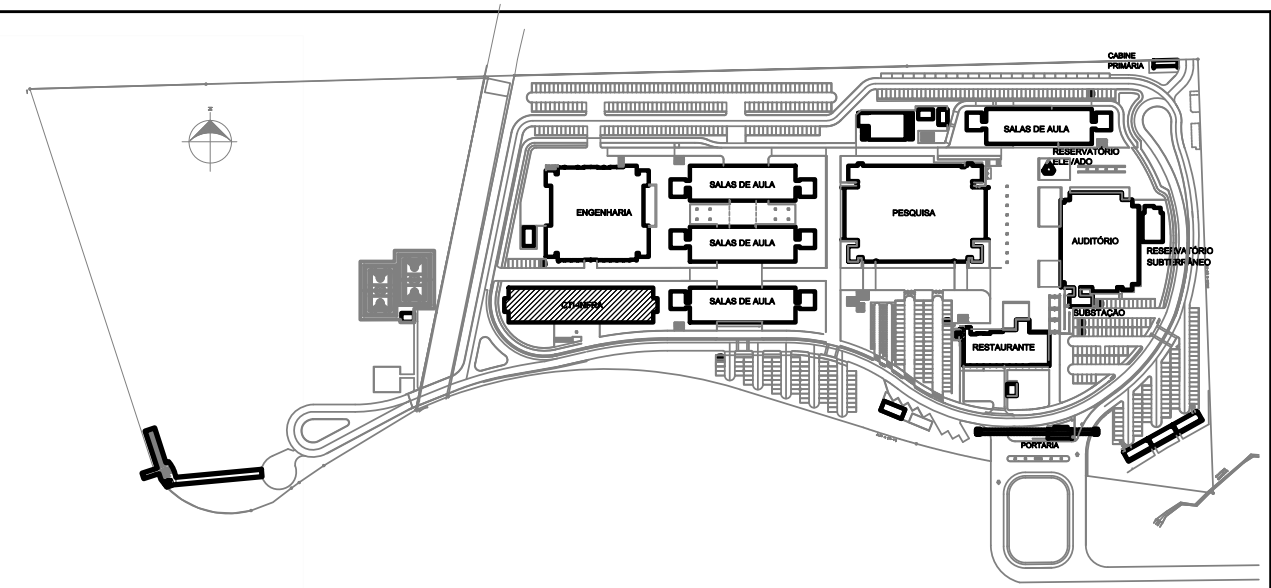 CABINE
PRIMÁRIA
N
SALAS DE AULA
RESERVATÓRIO
ELEVADO
SALAS DE AULA
ENGENHARIA
PESQUISA
SALAS DE AULA
AUDITÓRIO
RESERVATÓRIO
SUBTERRÂNEO
CTI-INFRA
SALAS DE AULA
SUBSTAÇÃO
RESTAURANTE
PORTARIA